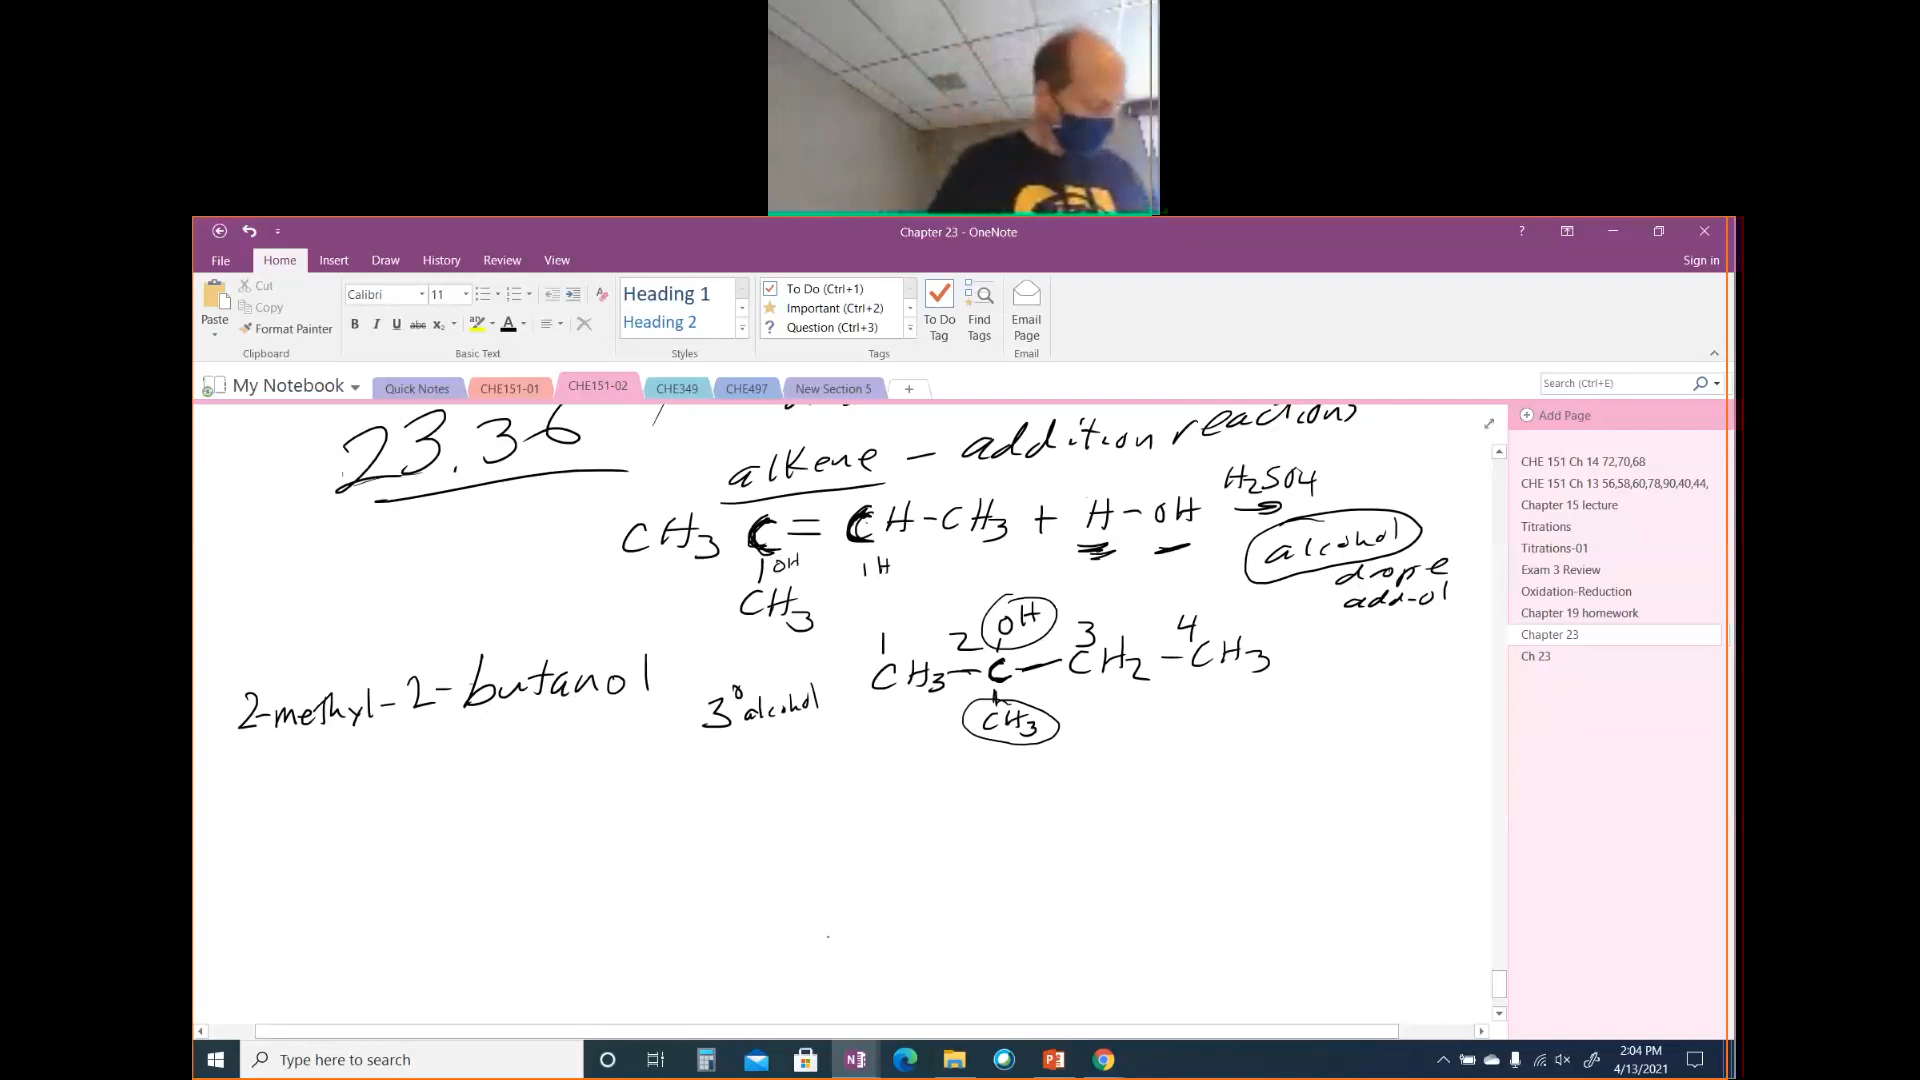 Chapter 23 - OneNote
?
File Home Insert Draw History Review View
Sign in
Paste
Cut
Copy
Format Painter
Clipboard
Calibri 11
B I U abc X₂ A
Basic Text
Heading 1
Heading 2
Styles
To Do (Ctrl+1)
Important (Ctrl+2)
? Question (Ctrl+3)
Tags
To Do
Tag
Find
Tags
Email
Page
Email
My Notebook
Quick Notes CHE151-01 CHE151-02 CHE349 CHE497 New Section 5 +
Search (Ctrl+E)
23.36
alkene - addition reactions
H2SO4
CH3 C = CH-CH3 + H-OH
OH
H
CH3
alcohol
drop e
add-ol
OH
1 2 3 4
CH3-C-CH2-CH3
CH3
2-methyl-2-butanol
3° alcohol
Add Page
CHE 151 Ch 14 72,70,68
CHE 151 Ch 13 56,58,60,78,90,40,44,
Chapter 15 lecture
Titrations
Titrations-01
Exam 3 Review
Oxidation-Reduction
Chapter 19 homework
Chapter 23
Ch 23
Type here to search
2:04 PM
4/13/2021